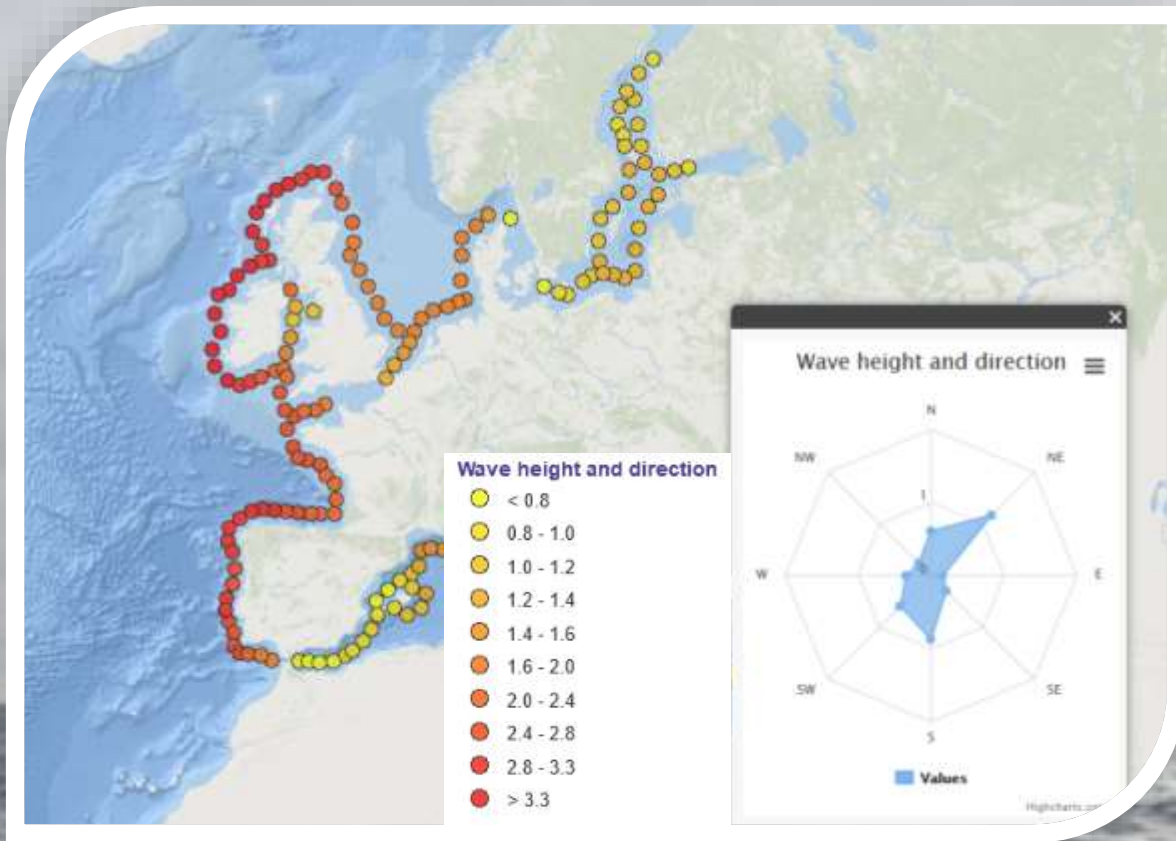 Wave height and direction
< 0.8
0.8 - 1.0
1.0 - 1.2
1.2 - 1.4
1.4 - 1.6
1.6 - 2.0
2.0 - 2.4
2.4 - 2.8
2.8 - 3.3
> 3.3
Wave height and direction
N
NW
NE
1
0
W
E
SW
SE
S
Values